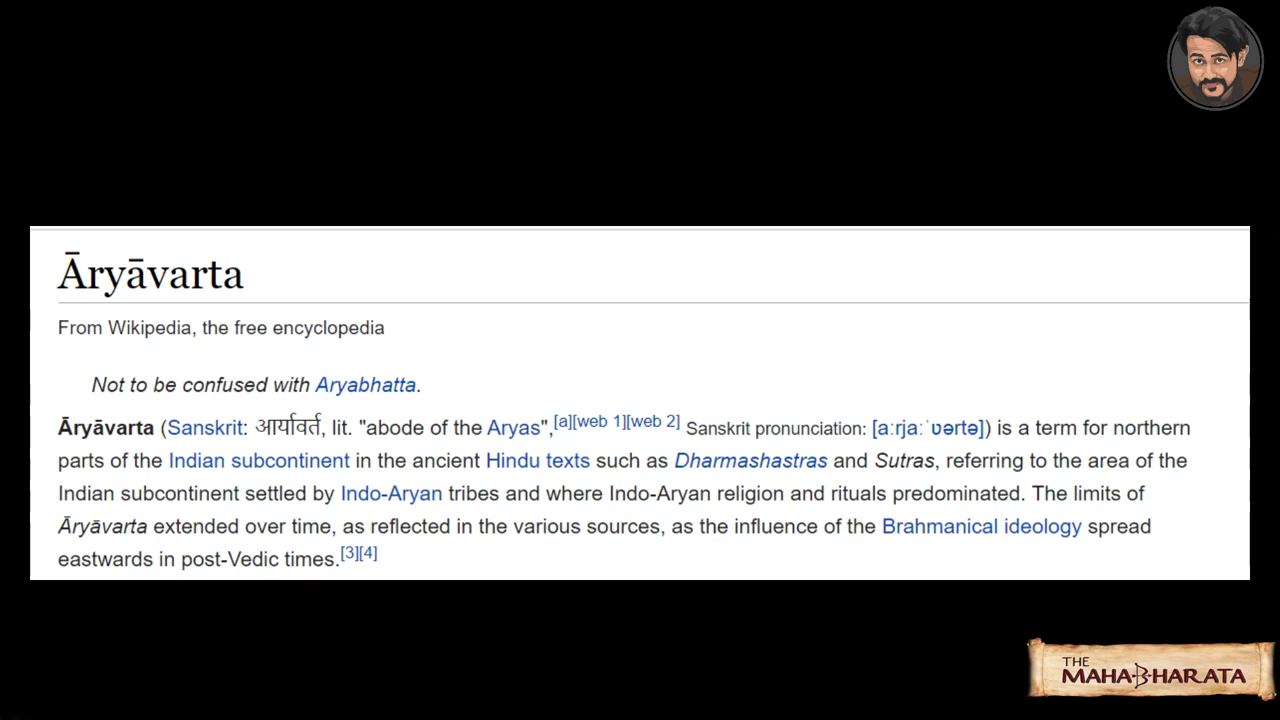 Āryāvarta
From Wikipedia, the free encyclopedia
Not to be confused with Aryabhatta.
Āryāvarta (Sanskrit: आर्यावर्त, lit. "abode of the Aryas",[a][web 1][web 2] Sanskrit pronunciation: [aːrjaːˈʋərtə]) is a term for northern
parts of the Indian subcontinent in the ancient Hindu texts such as Dharmashastras and Sutras, referring to the area of the
Indian subcontinent settled by Indo-Aryan tribes and where Indo-Aryan religion and rituals predominated. The limits of
Āryāvarta extended over time, as reflected in the various sources, as the influence of the Brahmanical ideology spread
eastwards in post-Vedic times.[3][4]
THE
MAHABHARATA